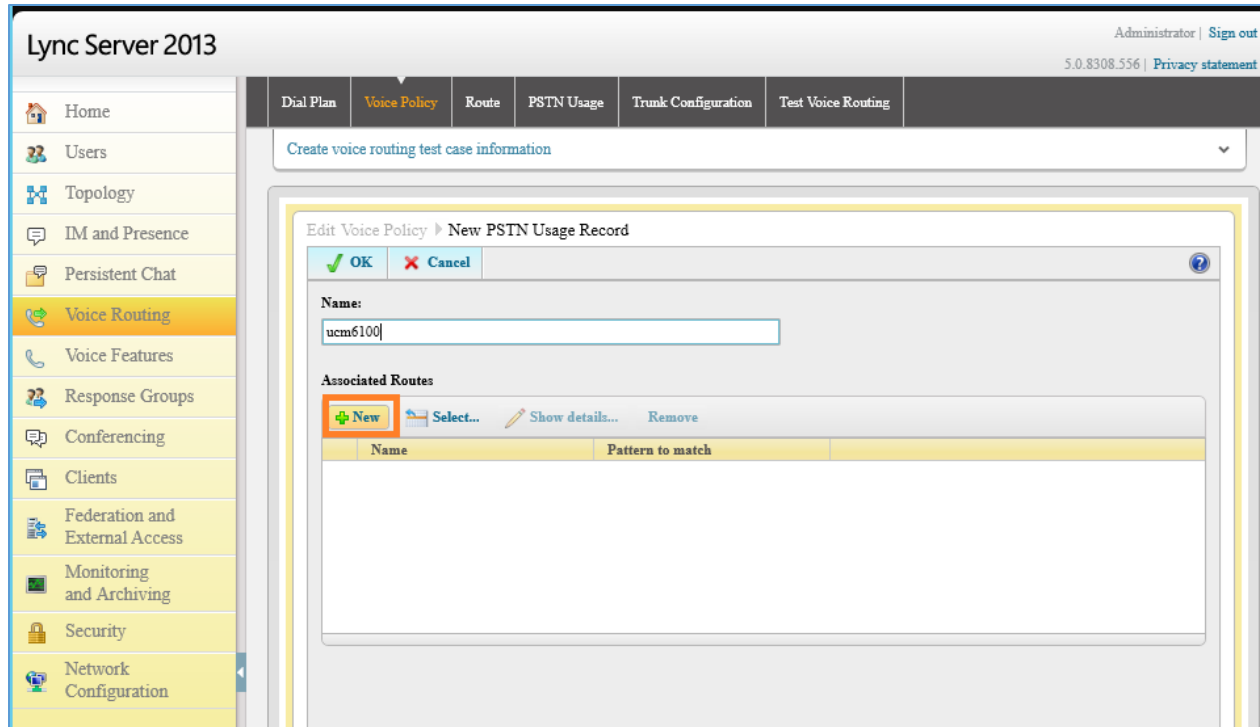 Lync Server 2013
Administrator | Sign out
5.0.8308.556 | Privacy statement
Home
Users
Topology
IM and Presence
Persistent Chat
Voice Routing
Voice Features
Response Groups
Conferencing
Clients
Federation and
External Access
Monitoring
and Archiving
Security
Network
Configuration
Dial Plan Voice Policy Route PSTN Usage Trunk Configuration Test Voice Routing
Create voice routing test case information
Edit Voice Policy New PSTN Usage Record
OK Cancel
Name:
ucm6100
Associated Routes
New Select... Show details... Remove
Name Pattern to match